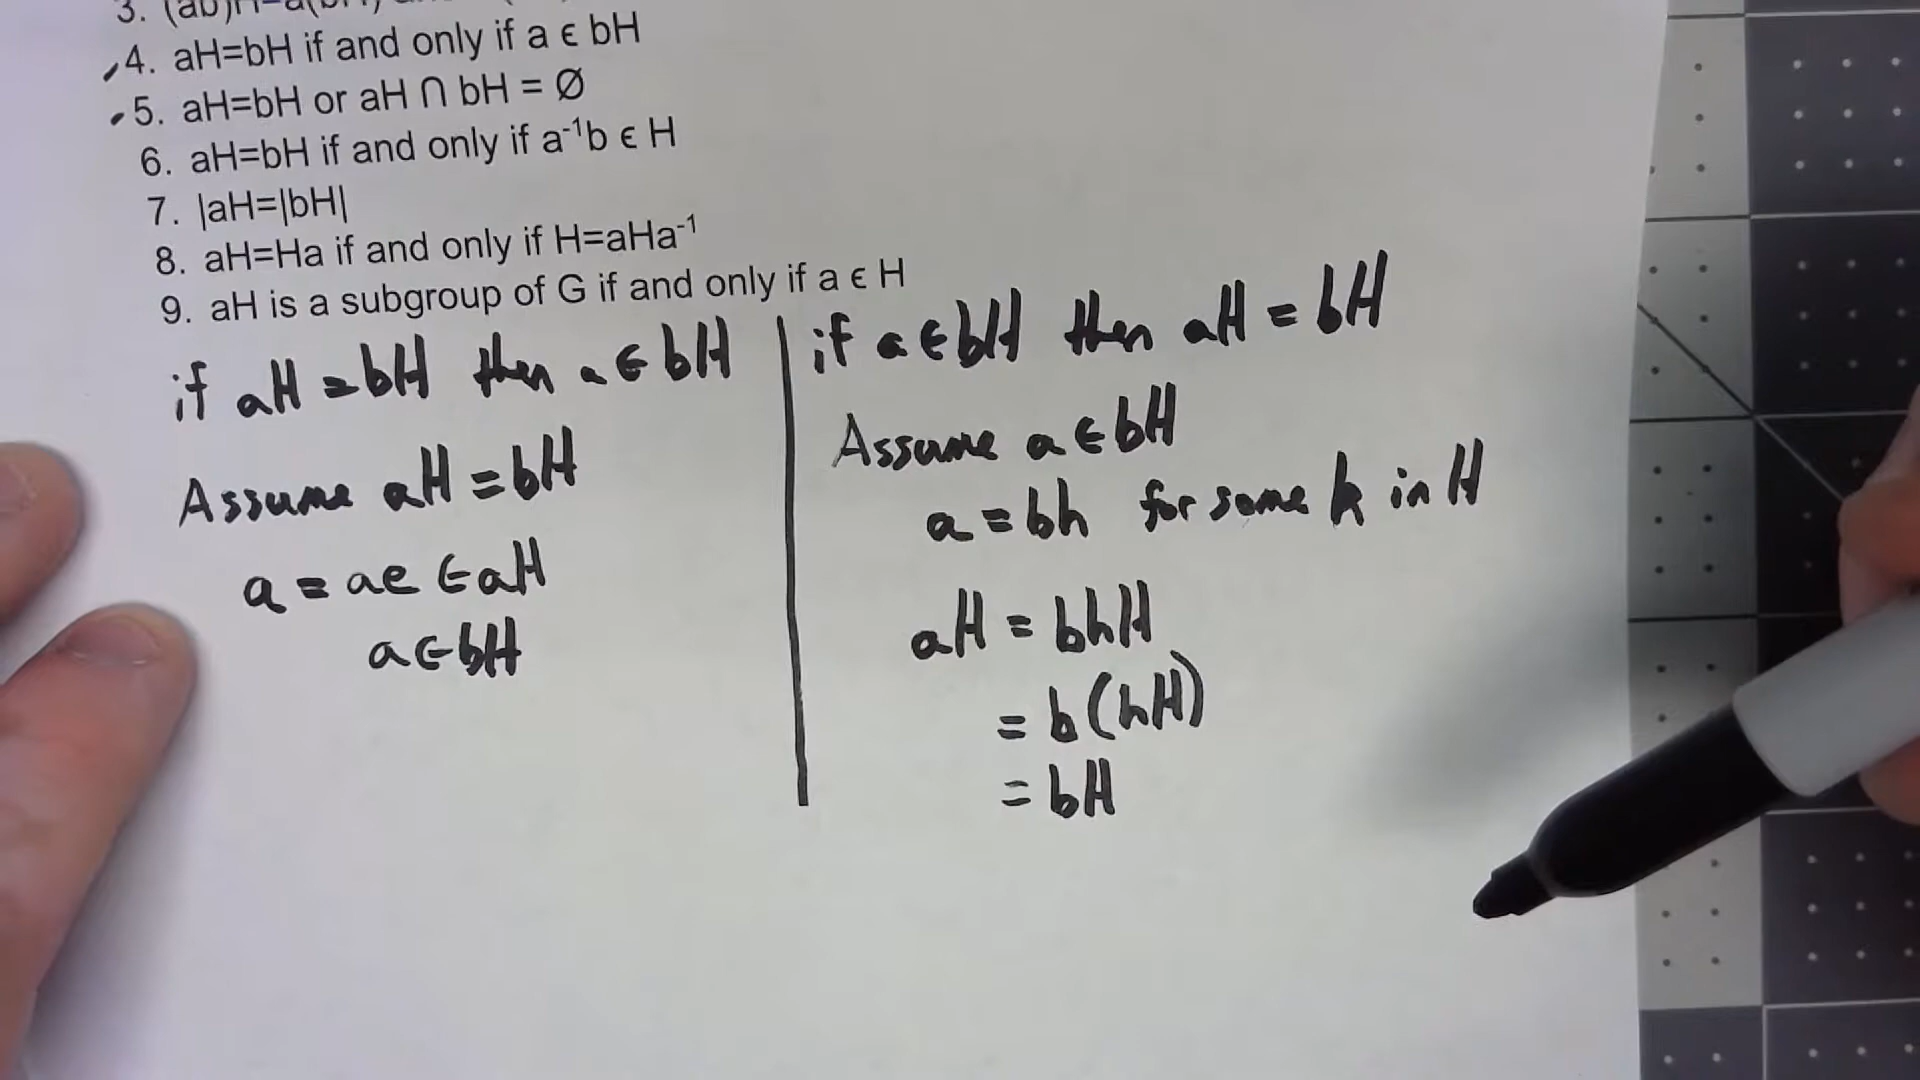 3. (ab)H=a(bH)
4. aH=bH if and only if a ϵ bH
5. aH=bH or aH ∩ bH = Ø
6. aH=bH if and only if a⁻¹b ϵ H
7. |aH=|bH|
8. aH=Ha if and only if H=aHa⁻¹
9. aH is a subgroup of G if and only if a ϵ H
if aH = bH then a ∈ bH
Assume aH = bH
a = ae ∈ aH
a ∈ bH
if a ∈ bH then aH = bH
Assume a ∈ bH
a = bh for some h in H
aH = bhH
= b(hH)
= bH